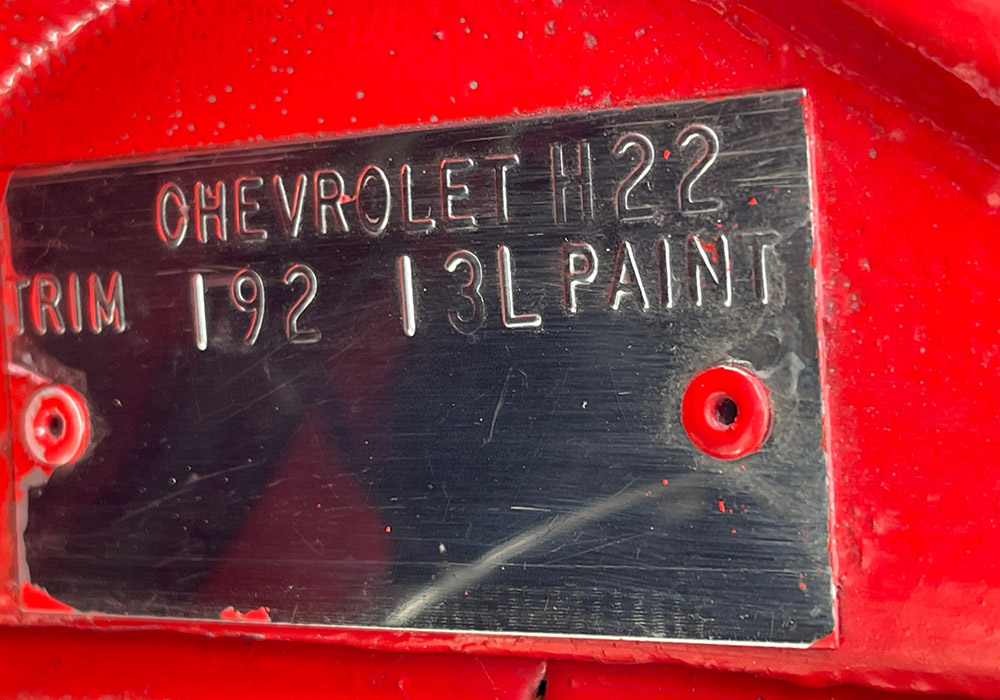 CHEVROLET H22
TRIM 192 13L PAINT